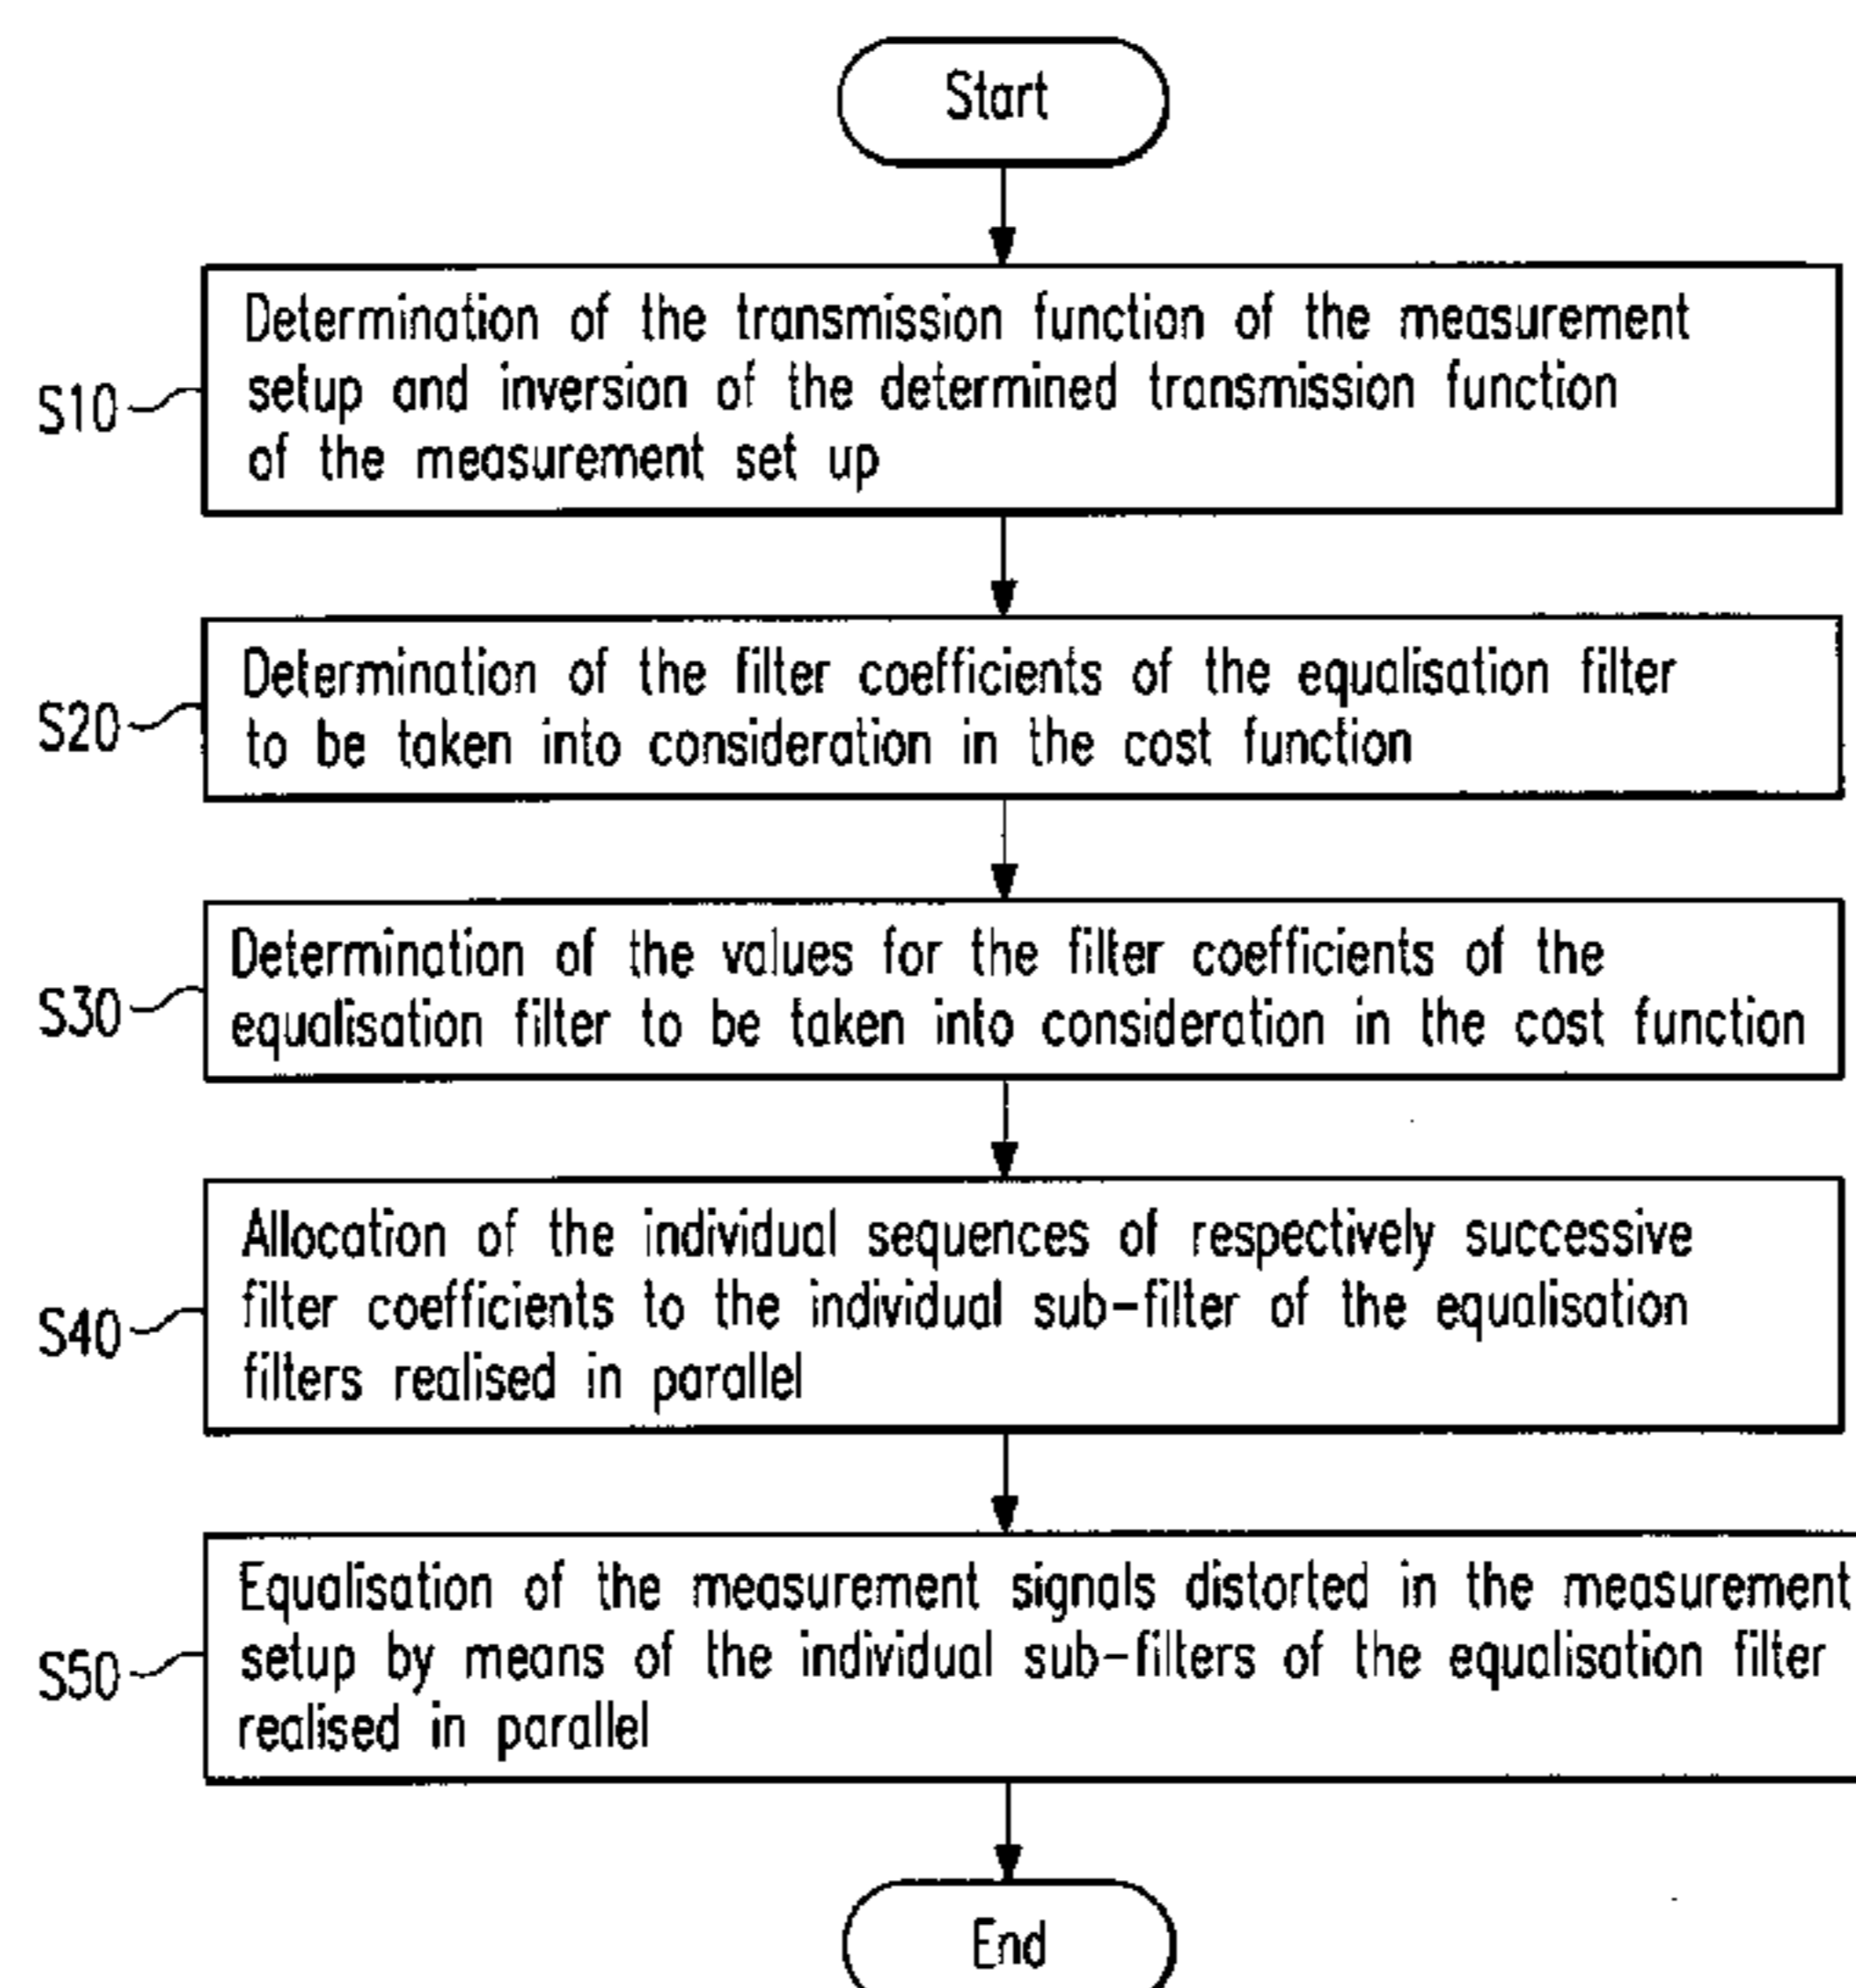 Start
Determination of the transmission function of the measurement
setup and inversion of the determined transmission function
of the measurement set up
S10
Determination of the filter coefficients of the equalisation filter
to be taken into consideration in the cost function
S20
Determination of the values for the filter coefficients of the
equalisation filter to be taken into consideration in the cost function
S30
Allocation of the individual sequences of respectively successive
filter coefficients to the individual sub-filter of the equalisation
filters realised in parallel
S40
Equalisation of the measurement signals distorted in the measurement
setup by means of the individual sub-filters of the equalisation filter
realised in parallel
S50
End